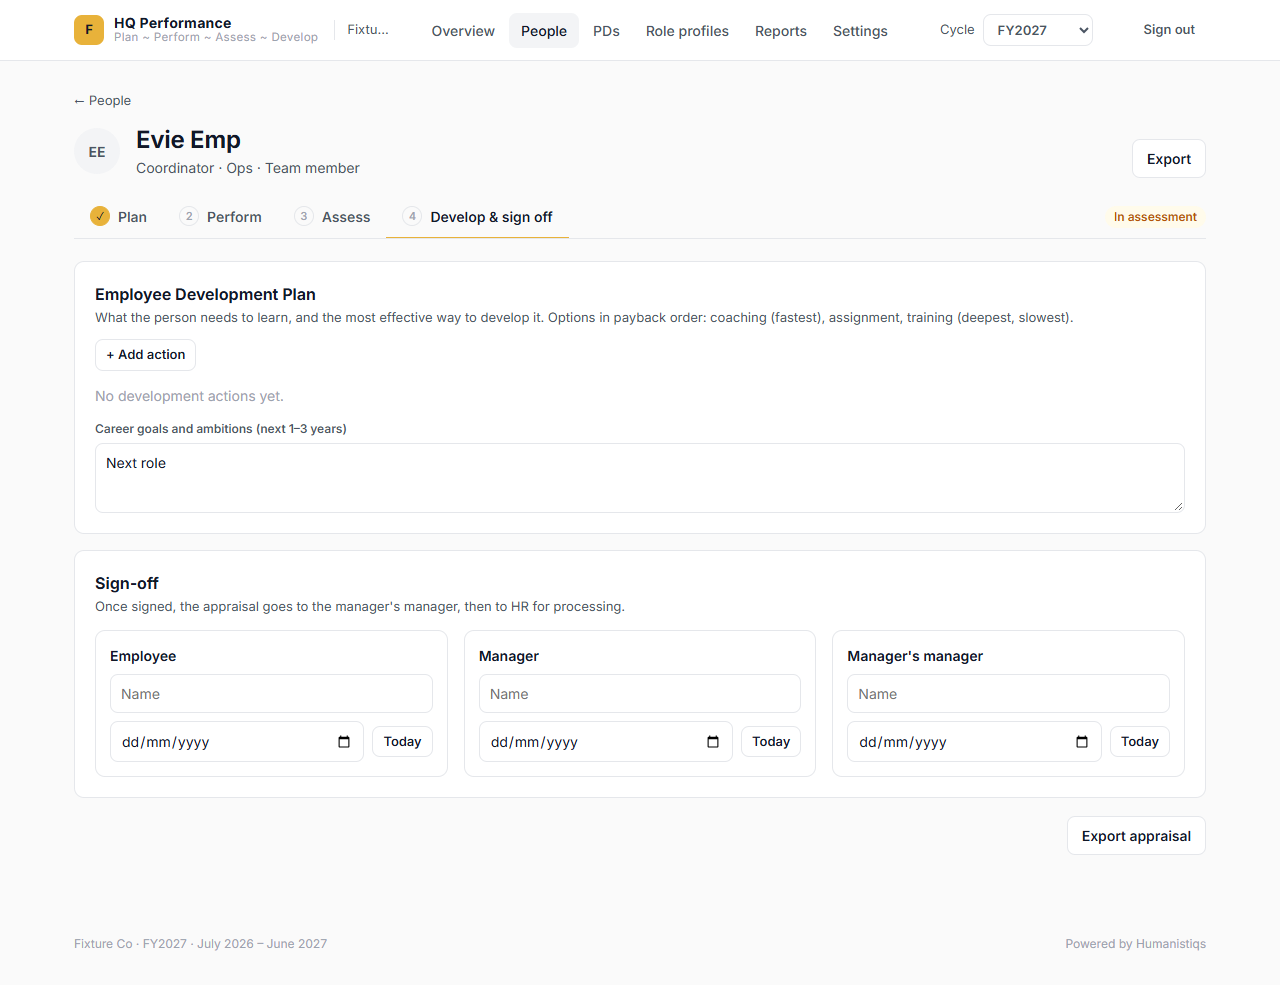 F
HQ Performance
Plan ~ Perform ~ Assess ~ Develop
Fixtu...
Overview
People
PDs
Role profiles
Reports
Settings
Cycle
FY2027
Sign out
← People
EE
Evie Emp
Coordinator · Ops · Team member
Export
✓ Plan
2 Perform
3 Assess
4 Develop & sign off
In assessment
Employee Development Plan
What the person needs to learn, and the most effective way to develop it. Options in payback order: coaching (fastest), assignment, training (deepest, slowest).
+ Add action
No development actions yet.
Career goals and ambitions (next 1–3 years)
Next role
Sign-off
Once signed, the appraisal goes to the manager's manager, then to HR for processing.
Employee
Name
dd/mm/yyyy
Today
Manager
Name
dd/mm/yyyy
Today
Manager's manager
Name
dd/mm/yyyy
Today
Export appraisal
Fixture Co · FY2027 · July 2026 – June 2027
Powered by Humanistiqs